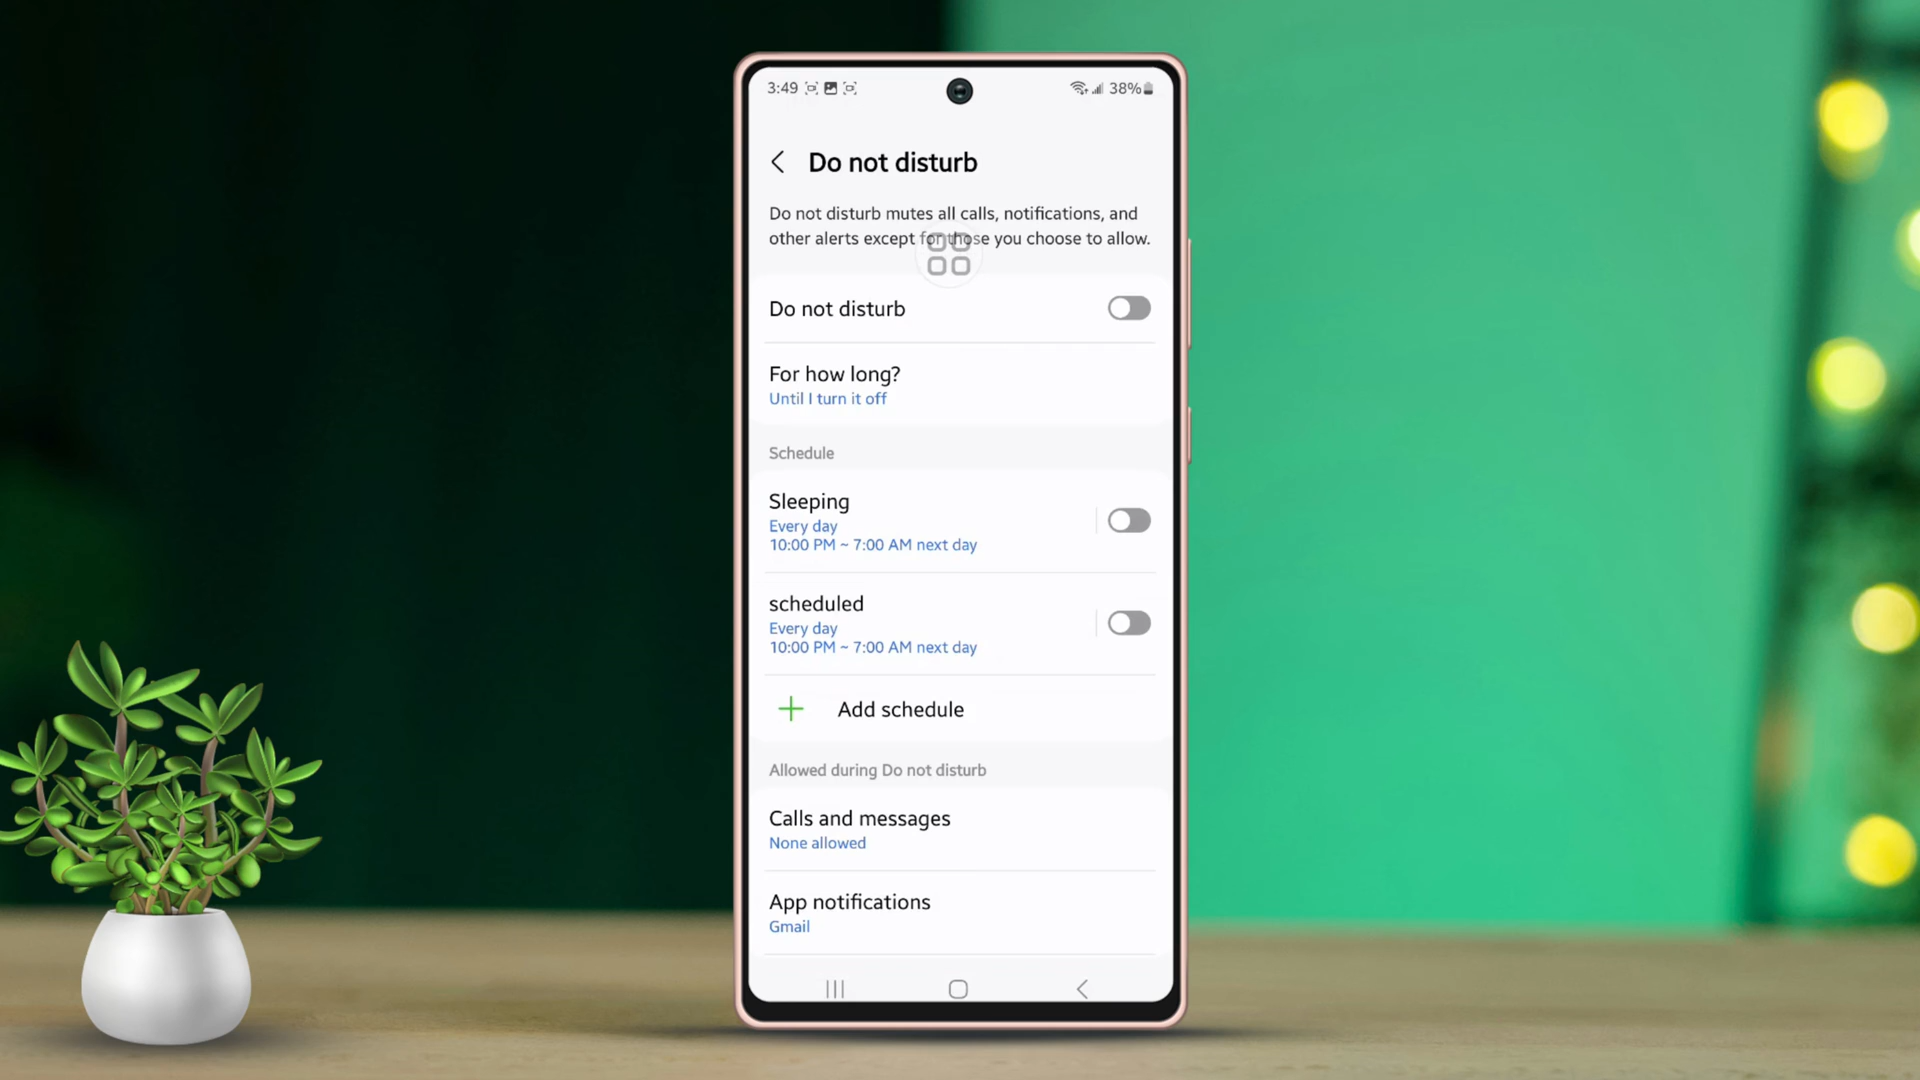 3:49
38%
Do not disturb
Do not disturb mutes all calls, notifications, and
other alerts except for those you choose to allow.
Do not disturb
For how long?
Until I turn it off
Schedule
Sleeping
Every day
10:00 PM ~ 7:00 AM next day
scheduled
Every day
10:00 PM ~ 7:00 AM next day
Add schedule
Allowed during Do not disturb
Calls and messages
None allowed
App notifications
Gmail